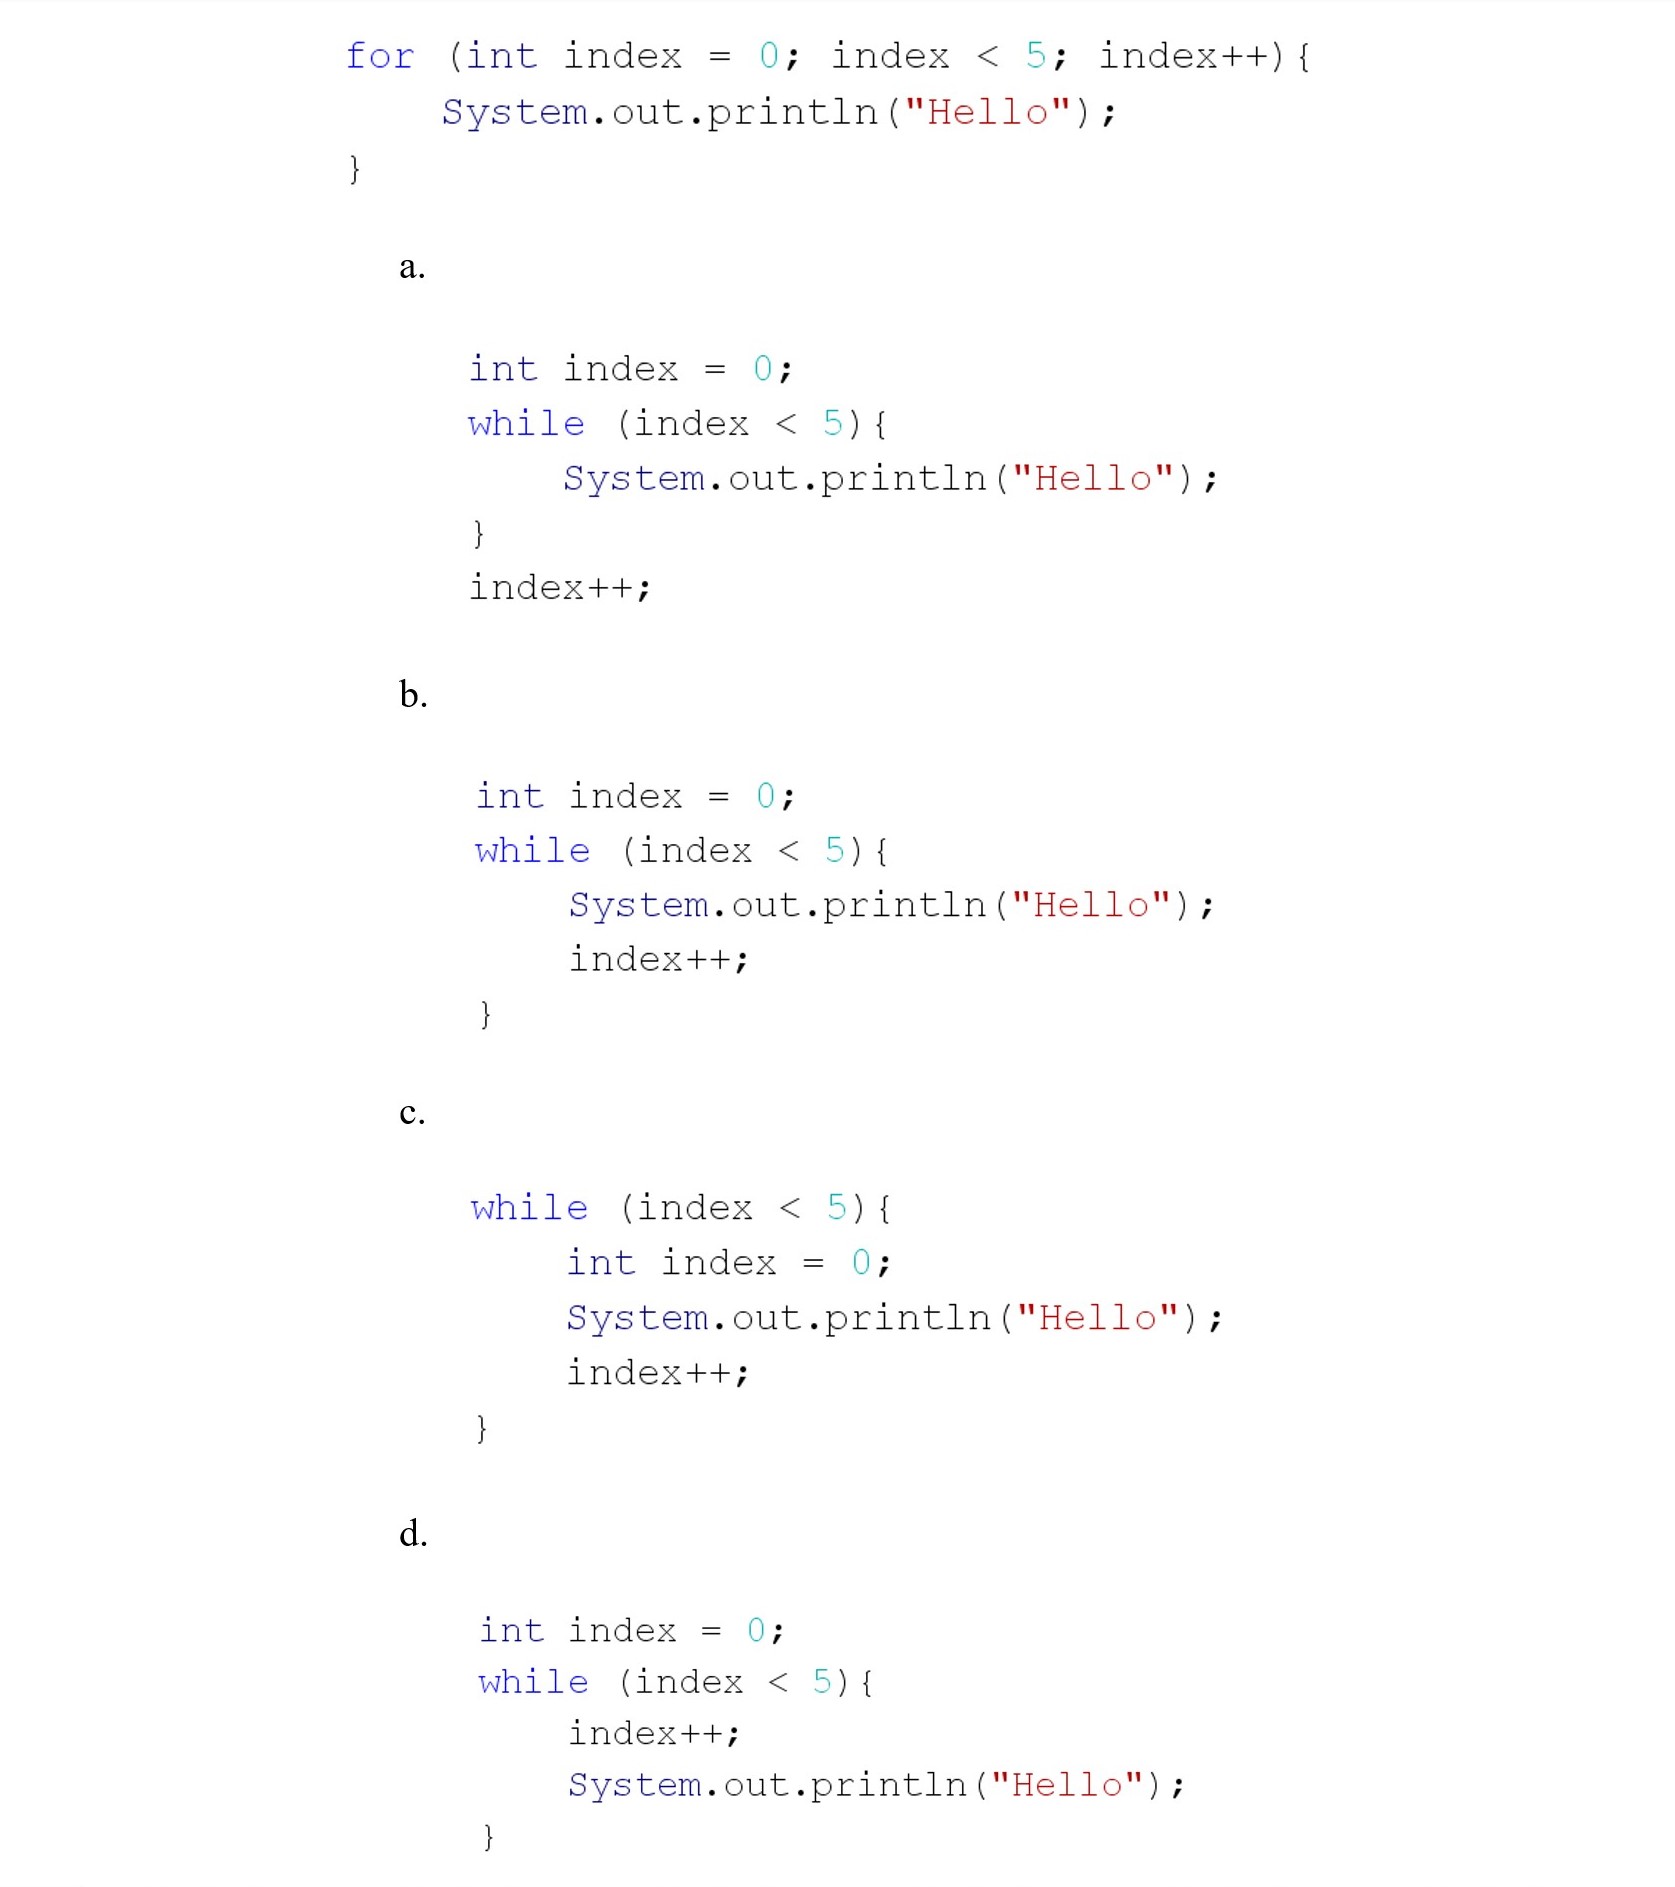 for (int index = 0; index < 5; index++){
System.out.println("Hello");
}
a.
int index = 0;
while (index < 5){
System.out.println("Hello");
}
index++;
b.
int index = 0;
while (index < 5){
System.out.println("Hello");
index++;
}
c.
while (index < 5){
int index = 0;
System.out.println("Hello");
index++;
}
d.
int index = 0;
while (index < 5){
index++;
System.out.println("Hello");
}